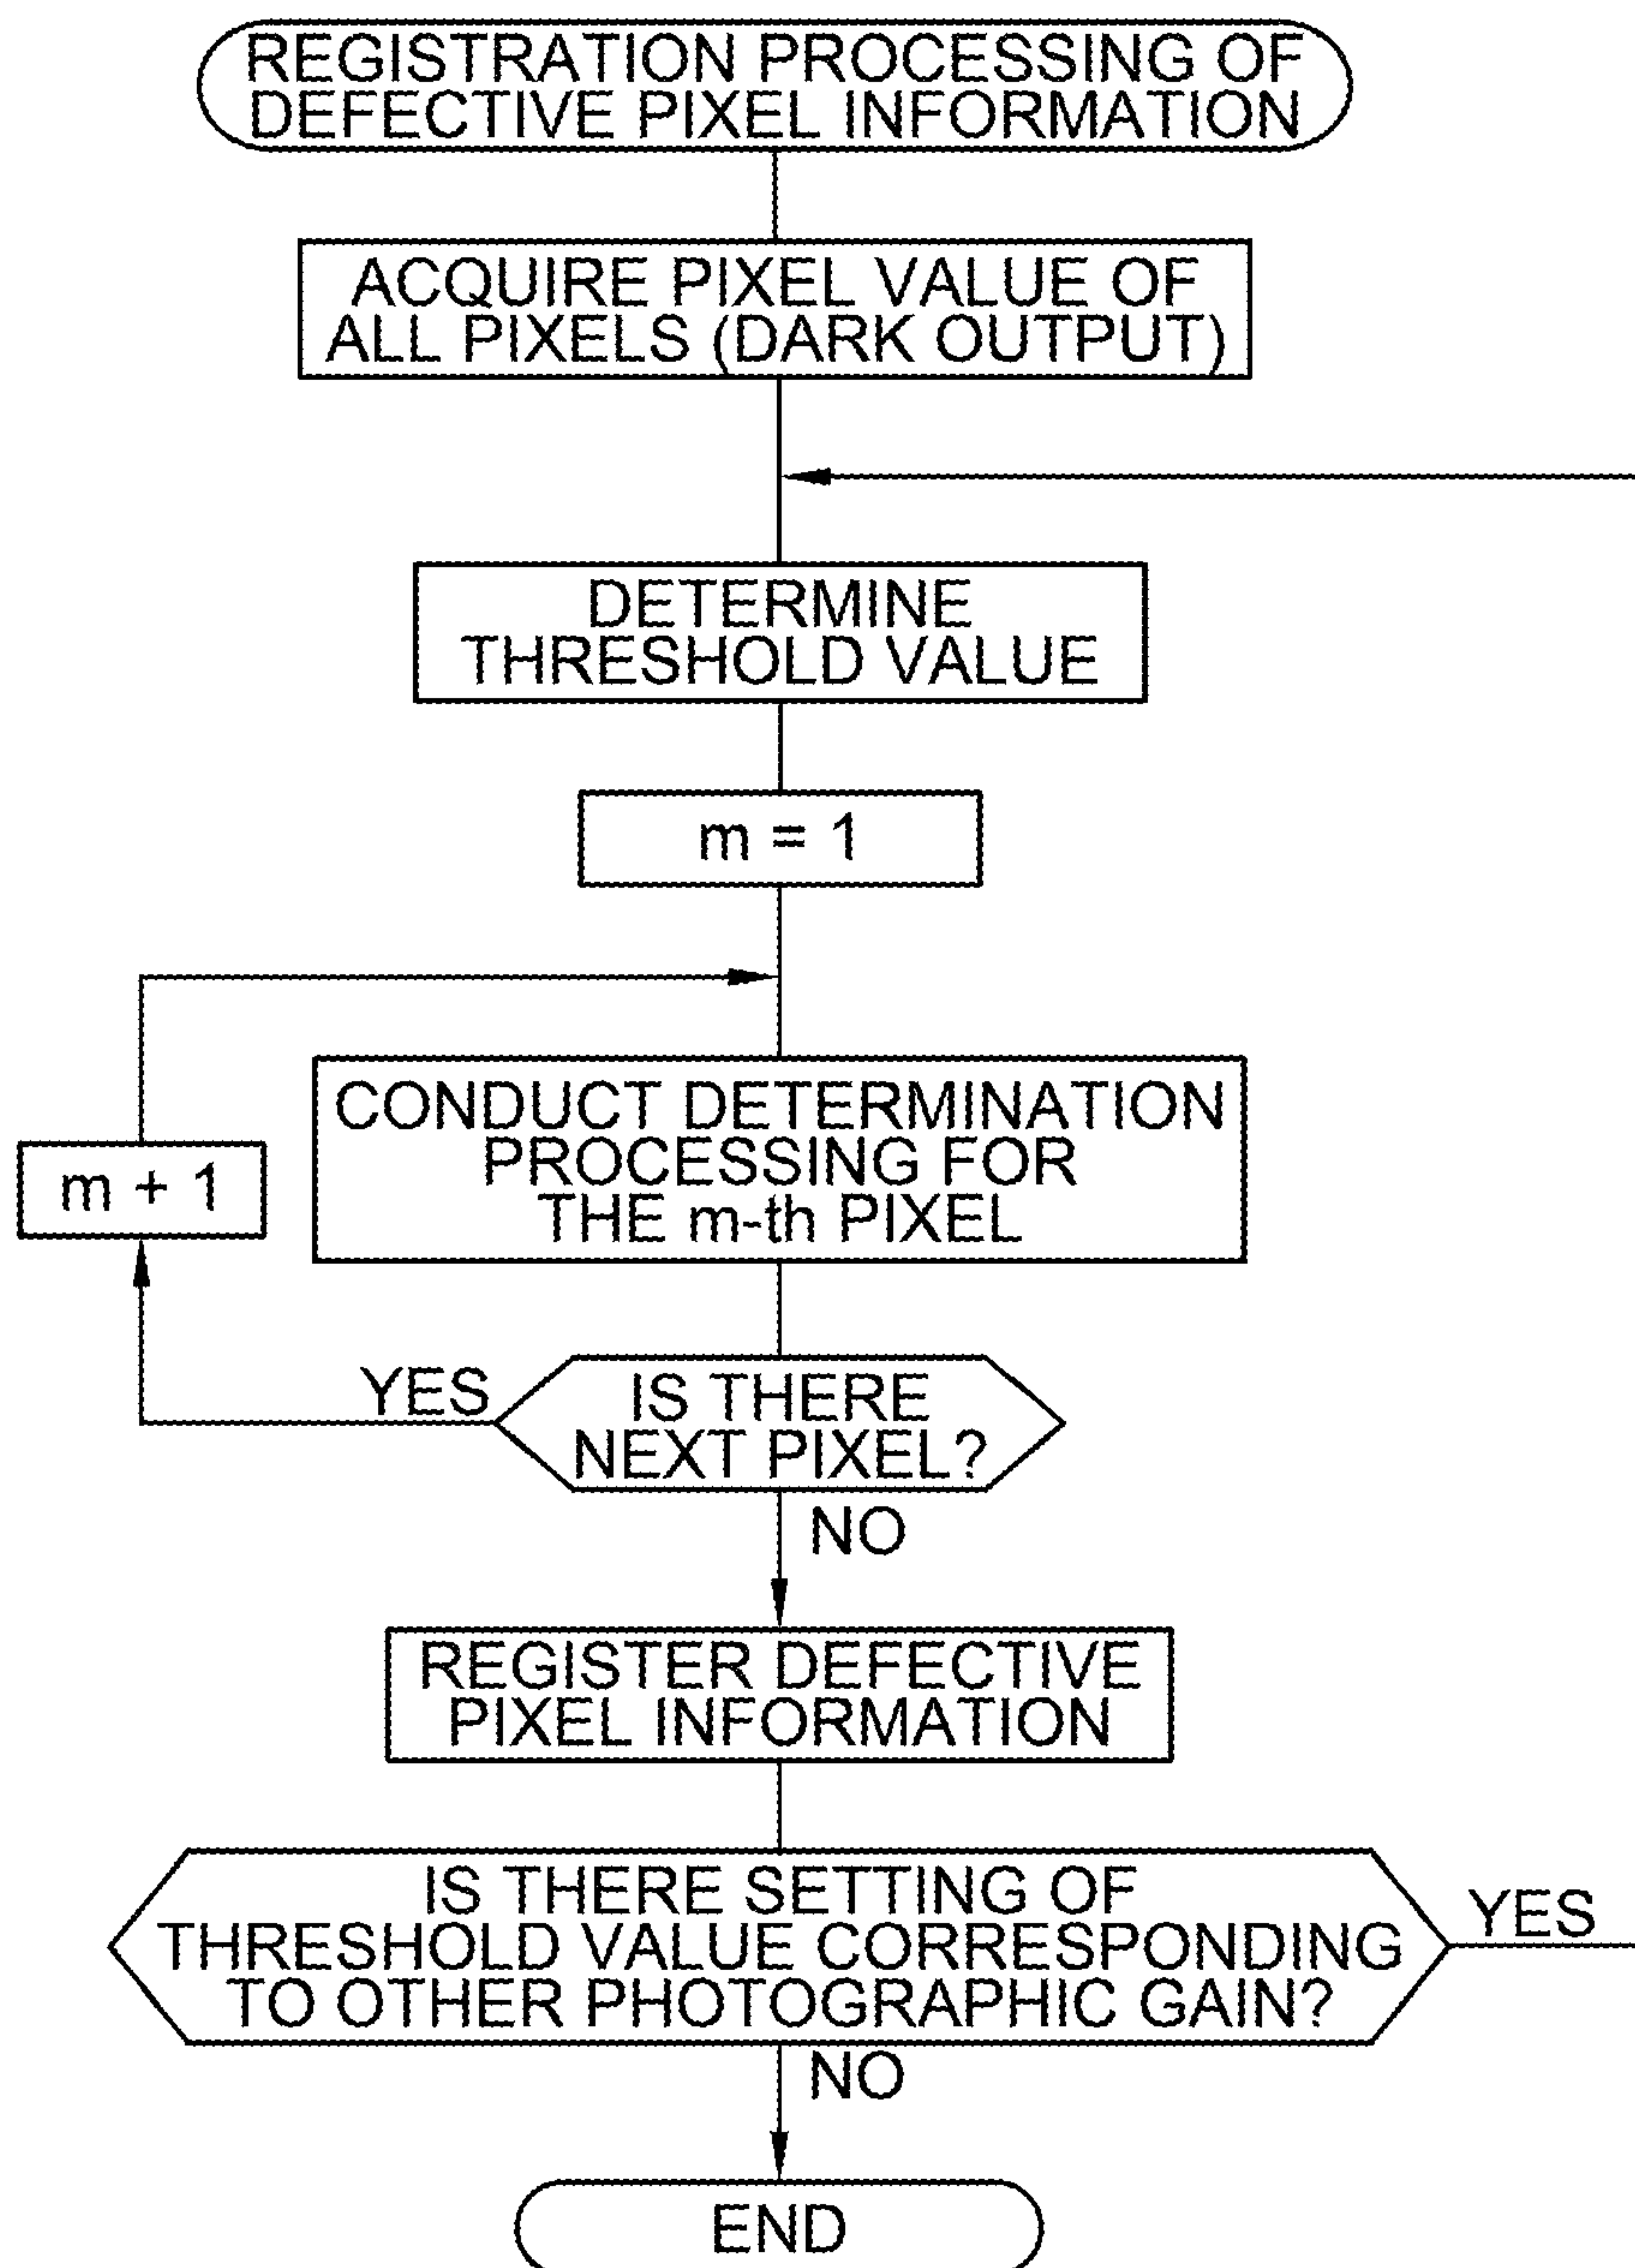 REGISTRATION PROCESSING OF
DEFECTIVE PIXEL INFORMATION
ACQUIRE PIXEL VALUE OF
ALL PIXELS (DARK OUTPUT)
DETERMINE
THRESHOLD VALUE
m = 1
CONDUCT DETERMINATION
PROCESSING FOR
THE m-th PIXEL
m + 1
YES
IS THERE
NEXT PIXEL?
NO
REGISTER DEFECTIVE
PIXEL INFORMATION
IS THERE SETTING OF
THRESHOLD VALUE CORRESPONDING
TO OTHER PHOTOGRAPHIC GAIN?
YES
NO
END